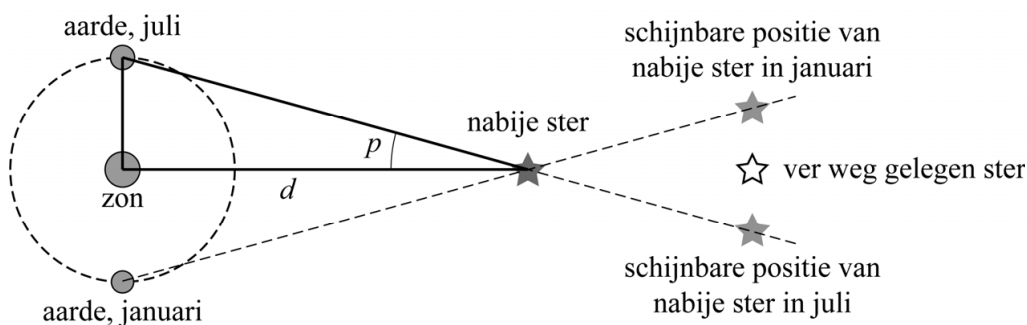 aarde, juli
schijnbare positie van
nabije ster in januari
nabije ster
p
ver weg gelegen ster
zon
d
schijnbare positie van
nabije ster in juli
aarde, januari